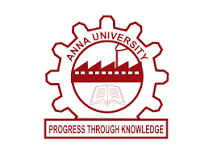 ANNA UNIVERSITY
PROGRESS THROUGH KNOWLEDGE